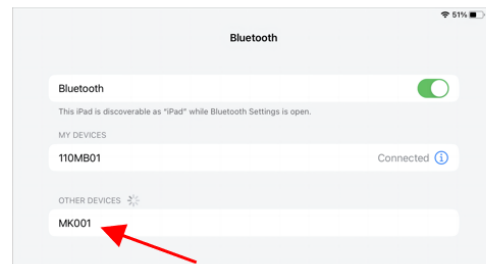 51%
Bluetooth
Bluetooth
This iPad is discoverable as "iPad" while Bluetooth Settings is open.
MY DEVICES
110MB01 Connected
OTHER DEVICES
MK001